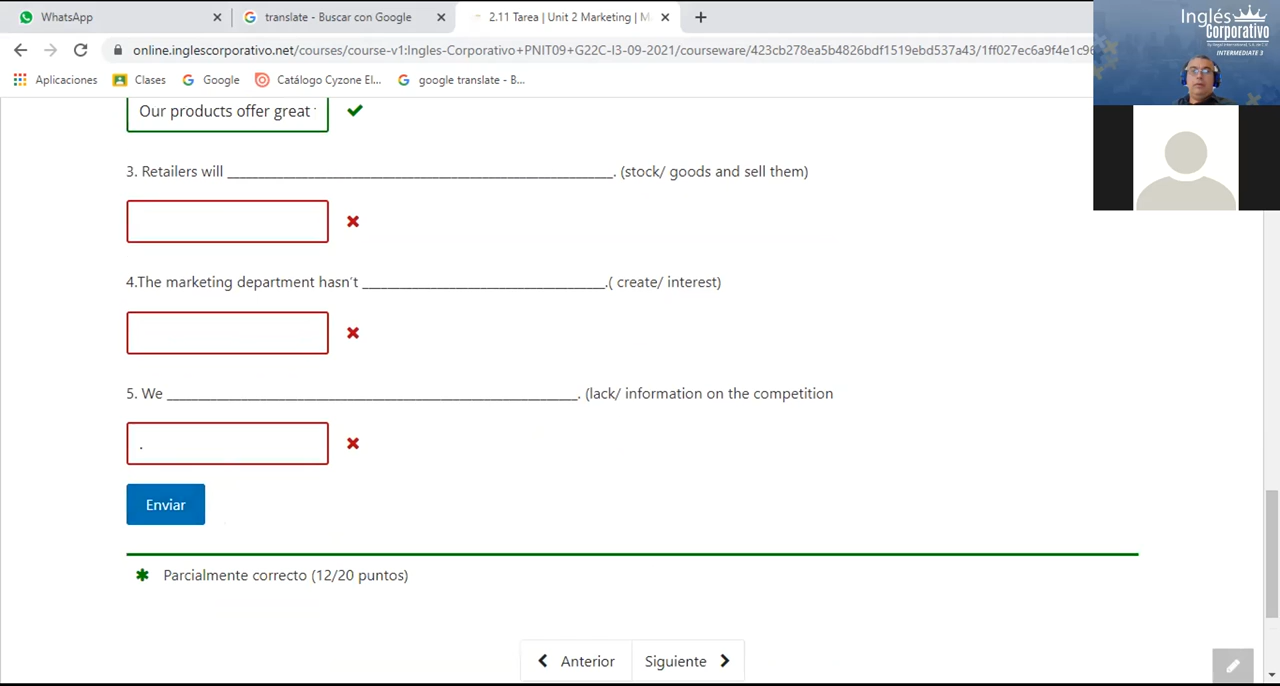 WhatsApp
translate - Buscar con Google
2.11 Tarea | Unit 2 Marketing | M
online.inglescorporativo.net/courses/course-v1:Ingles-Corporativo+PNIT09+G22C-I3-09-2021/courseware/423cb278ea5b4826bdf1519ebd537a43/1ff027ec6a9f4e1c96
Aplicaciones
Clases
Google
Catálogo Cyzone El...
google translate - B...
Inglés
Corporativo
INTERMEDIATE 3
Our products offer great
3. Retailers will ______________________________________________. (stock/ goods and sell them)
4.The marketing department hasn't _____________________________.( create/ interest)
5. We _________________________________________________. (lack/ information on the competition
.
Enviar
Parcialmente correcto (12/20 puntos)
Anterior
Siguiente